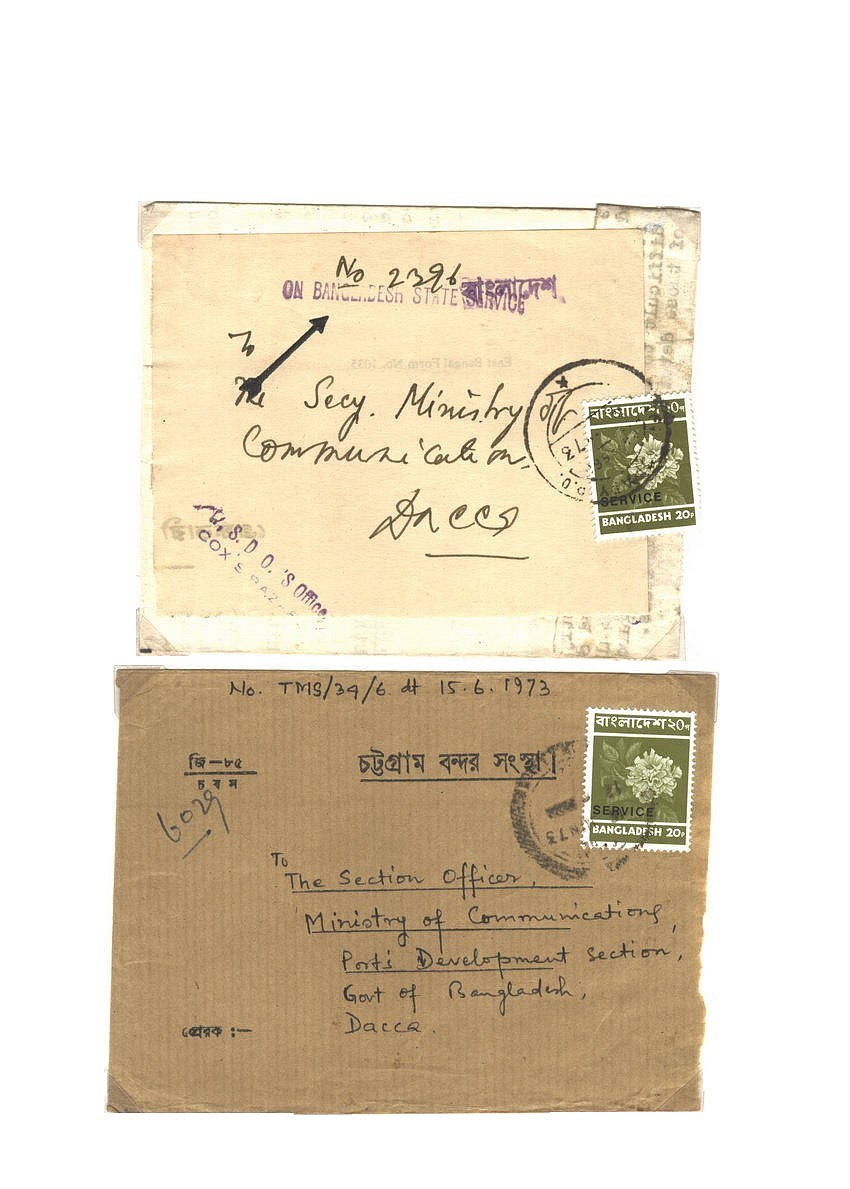 No 2396
ON BANGLADESH STATE SERVICE
বাংলাদেশ
To
The Secy. Ministry of
Communication,
Dacca
S. D. O.'S Office
COX'S BAZ
East Bengal Form No. 1035
বাংলাদেশ ২০প
SERVICE
BANGLADESH 20P
No. TMS/34/6 dt 15.6.1973
জি—৮৫
চ ব স
চট্টগ্রাম বন্দর সংস্থা।
বাংলাদেশ ২০প
SERVICE
BANGLADESH 20P
To
The Section Officer,
Ministry of Communications,
Ports Development Section,
Govt of Bangladesh,
Dacca.
প্রেরক :—